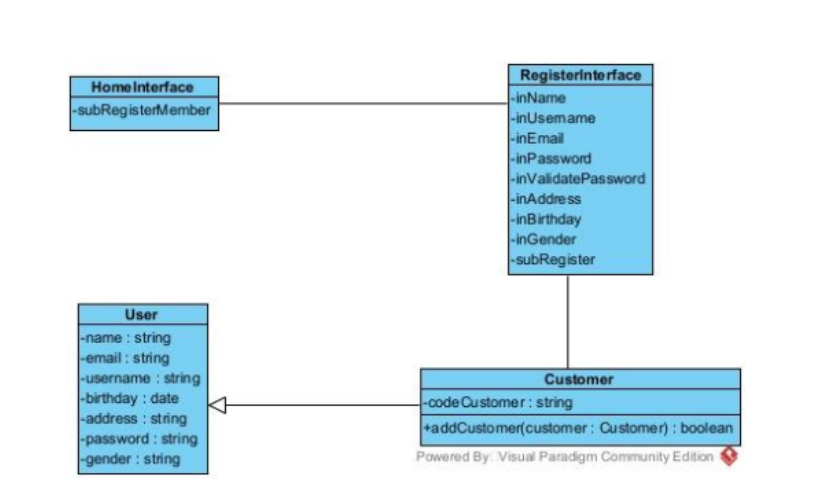 HomeInterface
-subRegisterMember
RegisterInterface
-inName
-inUsername
-inEmail
-inPassword
-inValidatePassword
-inAddress
-inBirthday
-inGender
-subRegister
User
-name : string
-email : string
-username : string
-birthday : date
-address : string
-password : string
-gender : string
Customer
-codeCustomer : string
+addCustomer(customer : Customer) : boolean
Powered By Visual Paradigm Community Edition